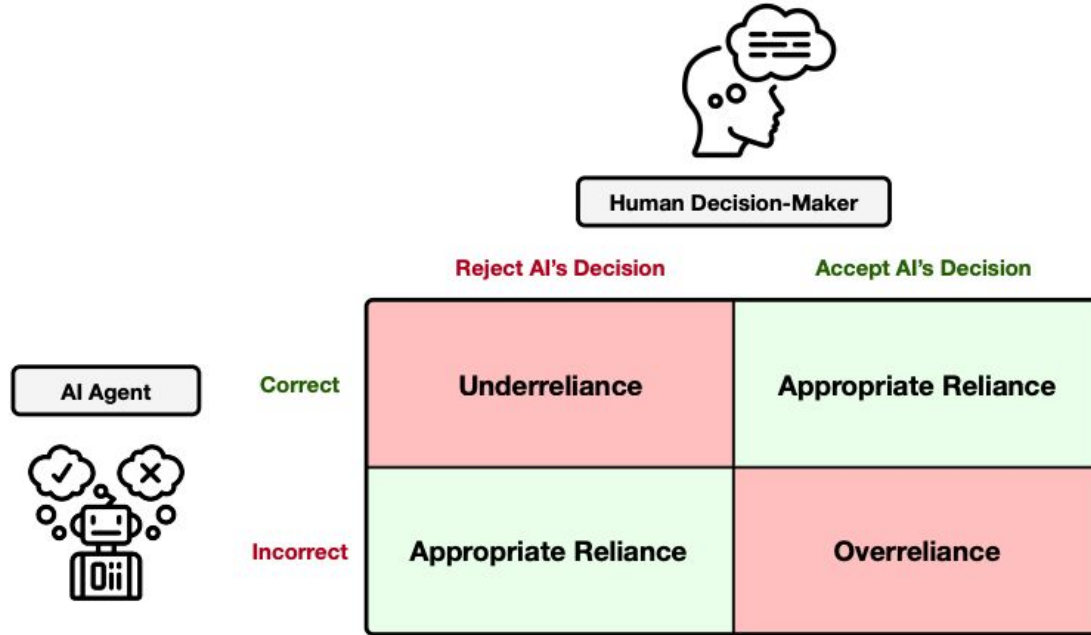 Human Decision-Maker
Reject AI's Decision Accept AI's Decision
AI Agent
Correct
Underreliance
Appropriate Reliance
Incorrect
Appropriate Reliance
Overreliance
Oii